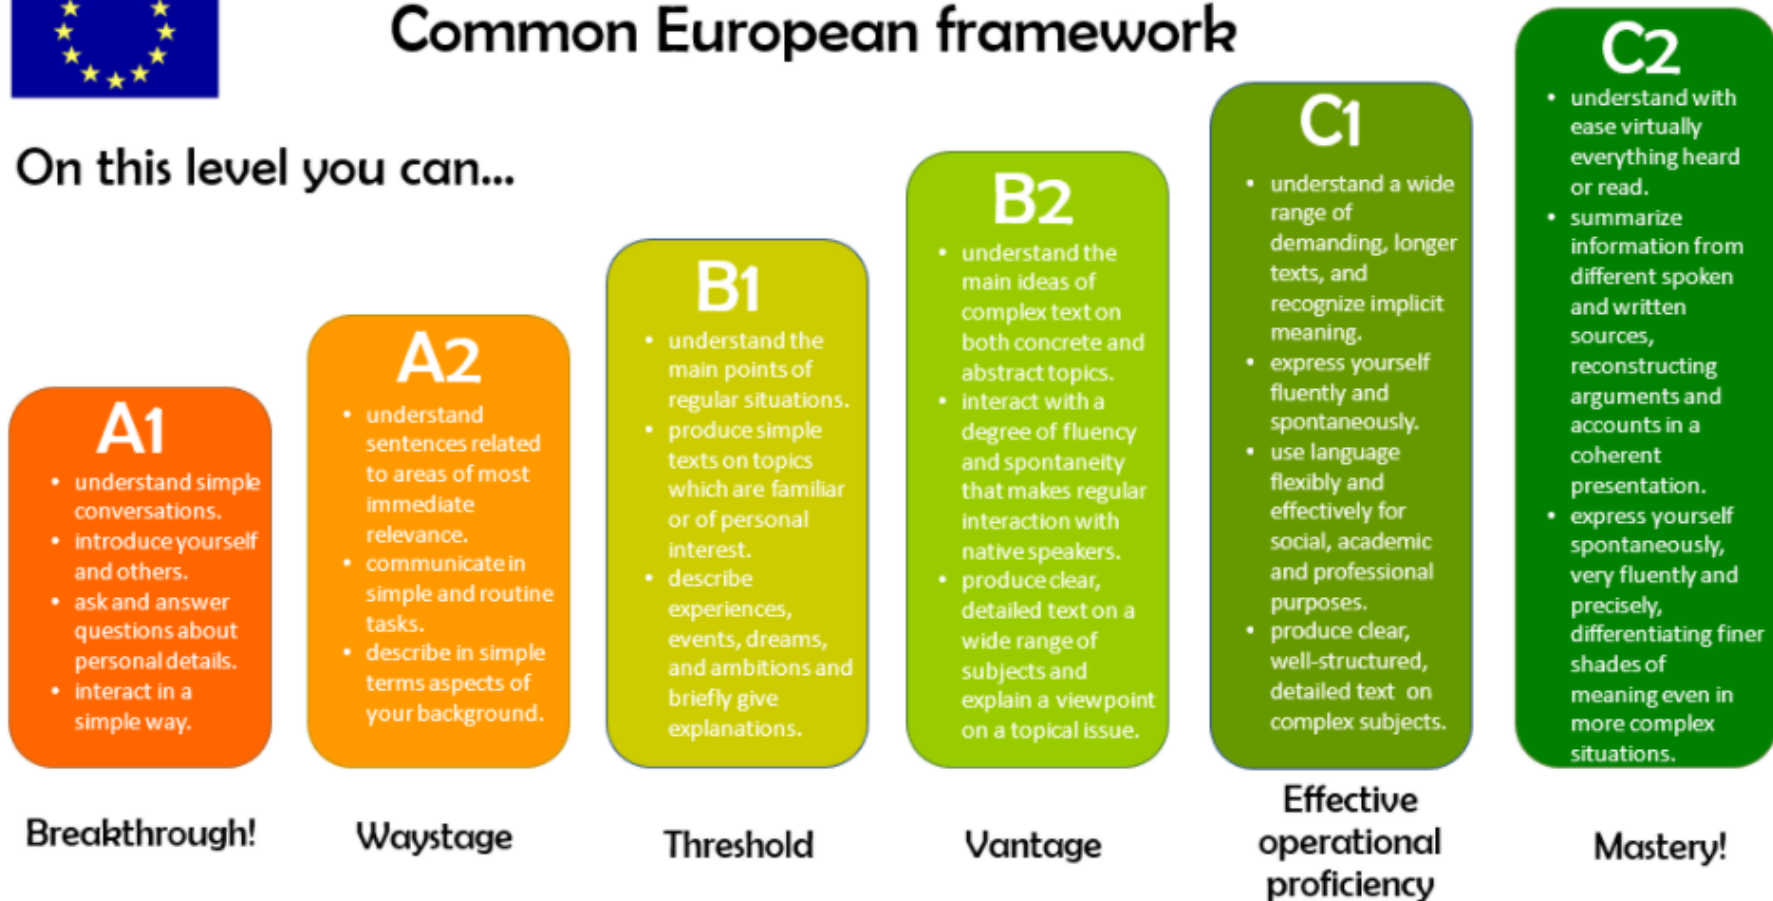 Common European framework
On this level you can...
A1
• understand simple
conversations.
• introduce yourself
and others.
• ask and answer
questions about
personal details.
• interact in a
simple way.
Breakthrough!
A2
• understand
sentences related
to areas of most
immediate
relevance.
• communicate in
simple and routine
tasks.
• describe in simple
terms aspects of
your background.
Waystage
B1
• understand the
main points of
regular situations.
• produce simple
texts on topics
which are familiar
or of personal
interest.
• describe
experiences,
events, dreams,
and ambitions and
briefly give
explanations.
Threshold
B2
• understand the
main ideas of
complex text on
both concrete and
abstract topics.
• interact with a
degree of fluency
and spontaneity
that makes regular
interaction with
native speakers.
• produce clear,
detailed text on a
wide range of
subjects and
explain a viewpoint
on a topical issue.
Vantage
C1
• understand a wide
range of
demanding, longer
texts, and
recognize implicit
meaning.
• express yourself
fluently and
spontaneously.
• use language
flexibly and
effectively for
social, academic
and professional
purposes.
• produce clear,
well-structured,
detailed text on
complex subjects.
Effective
operational
proficiency
C2
• understand with
ease virtually
everything heard
or read.
• summarize
information from
different spoken
and written
sources,
reconstructing
arguments and
accounts in a
coherent
presentation.
• express yourself
spontaneously,
very fluently and
precisely,
differentiating finer
shades of
meaning even in
more complex
situations.
Mastery!